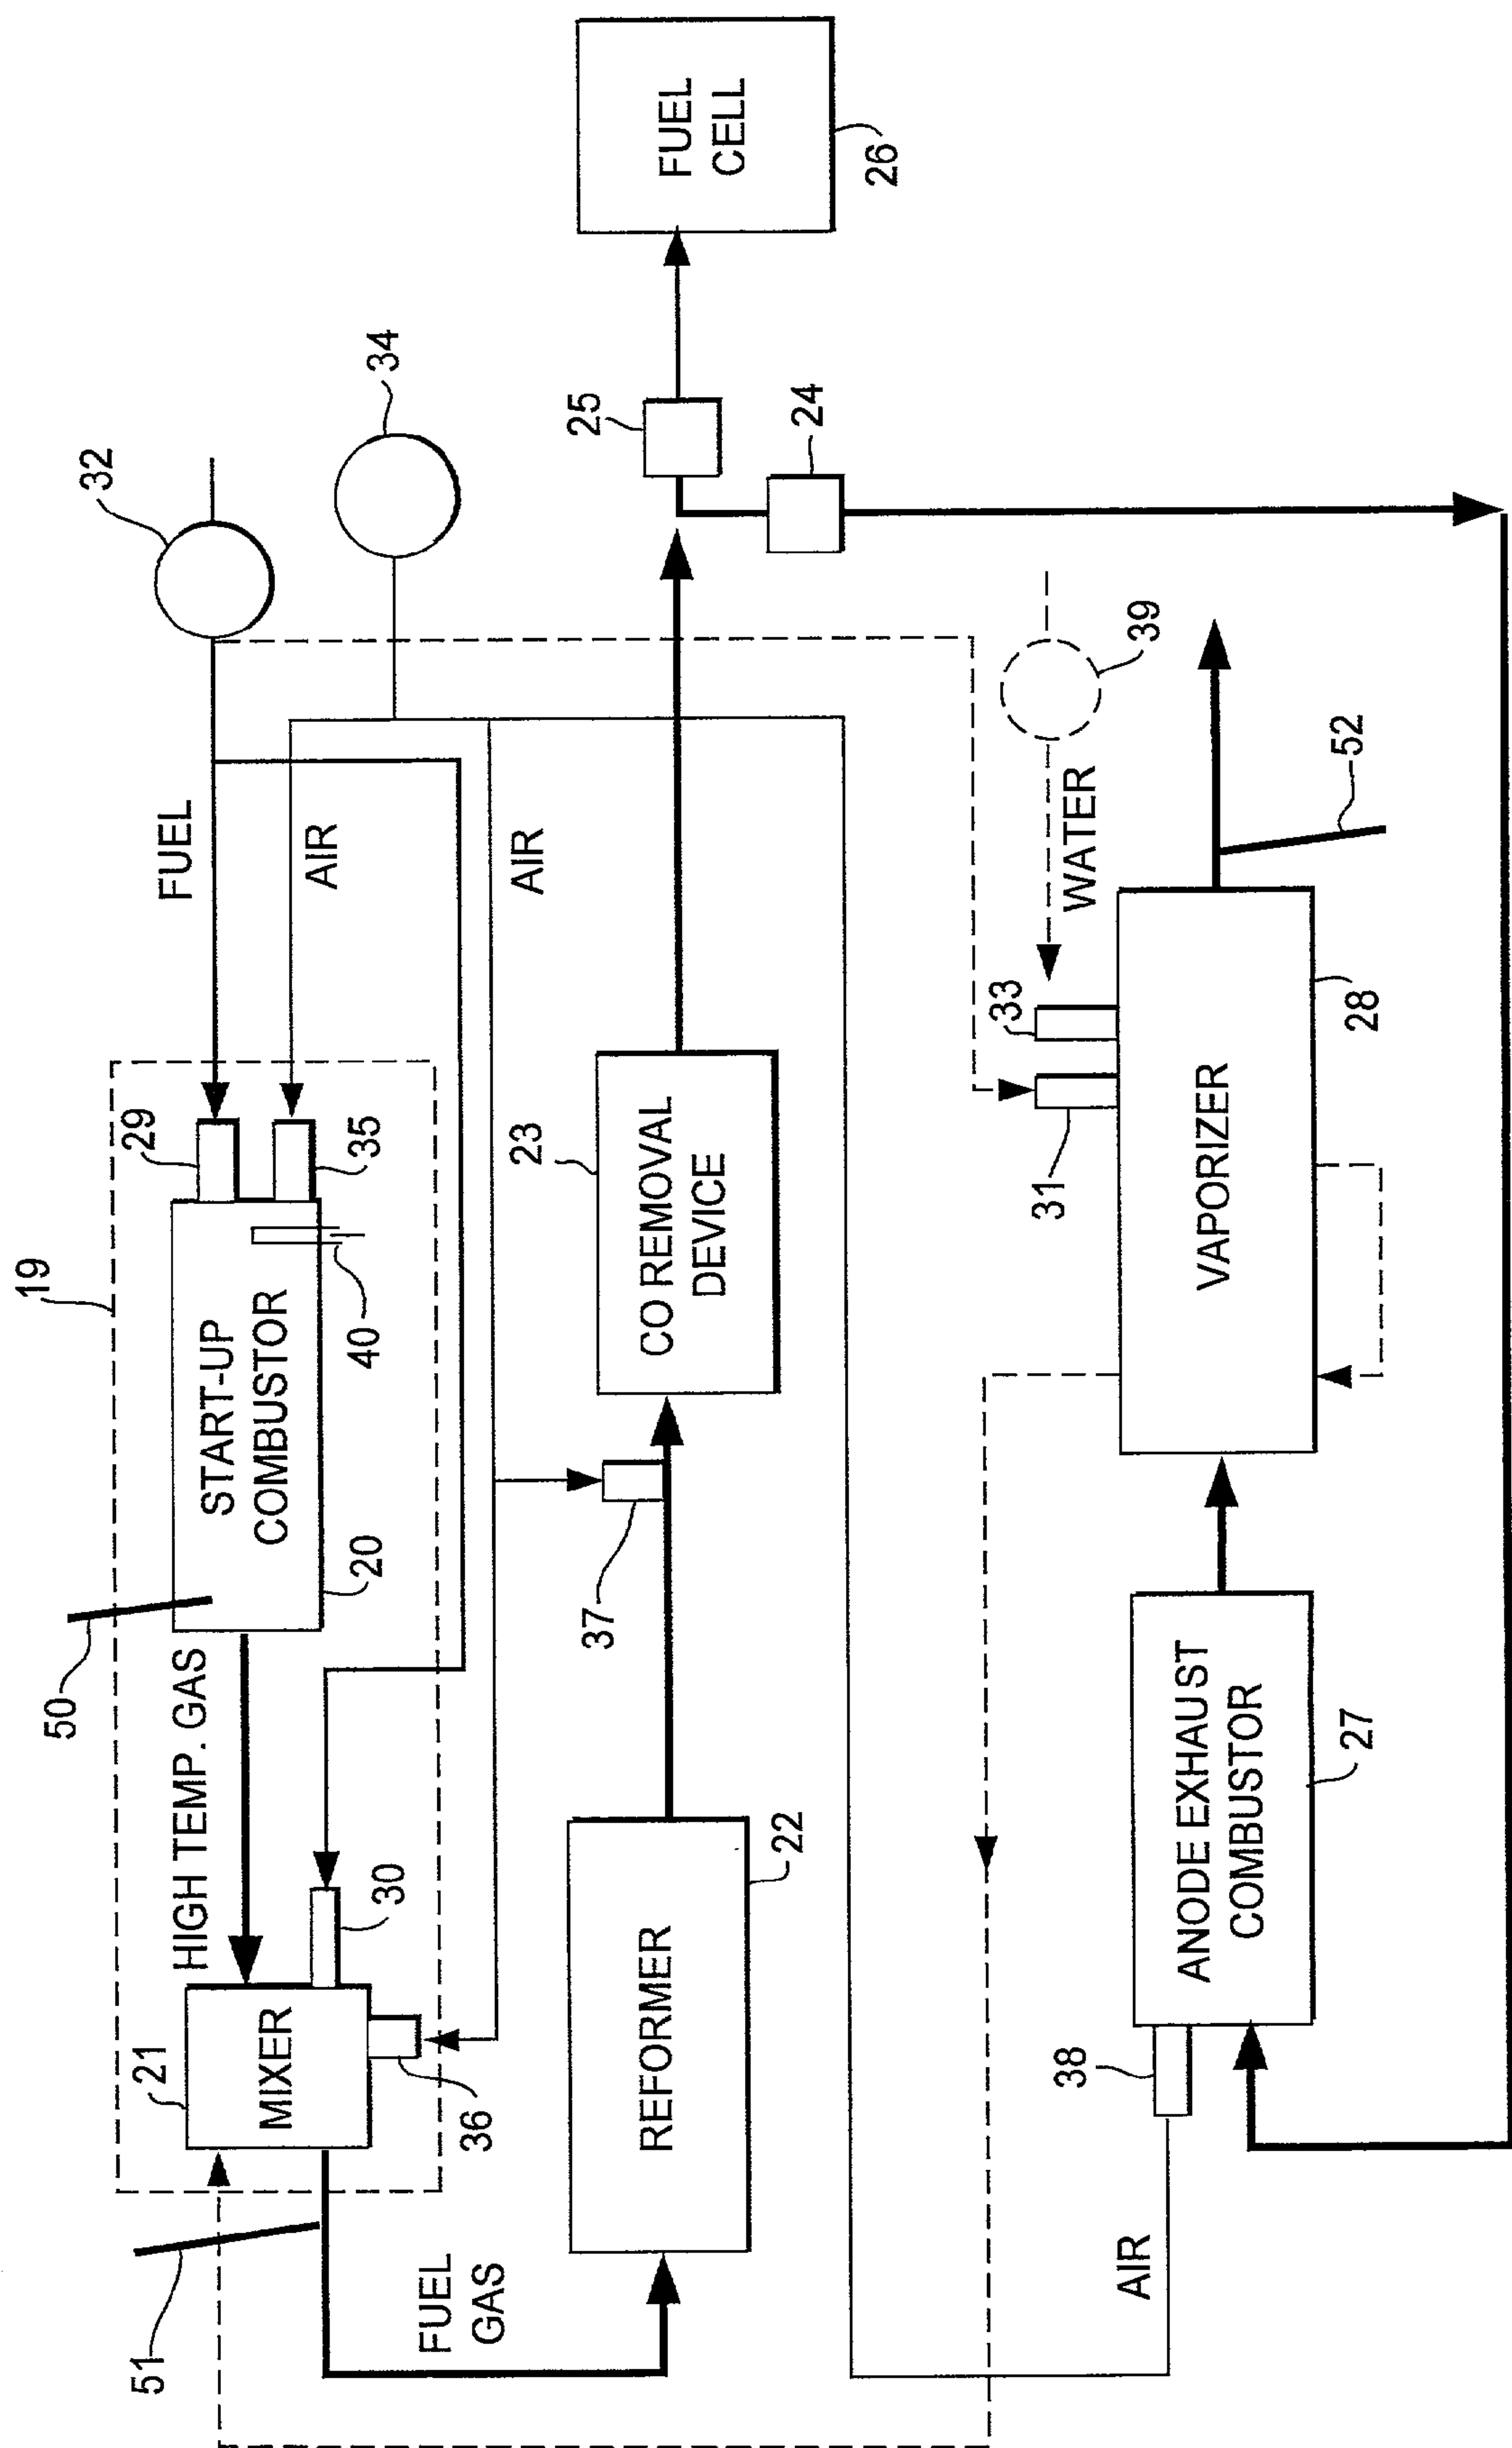 19
50
HIGH TEMP. GAS
21
MIXER
36
30
51
FUEL
GAS
START-UP
COMBUSTOR
20
40
29
35
FUEL
AIR
AIR
32
34
REFORMER
22
37
CO REMOVAL
DEVICE
23
25
24
FUEL
CELL
26
AIR
38
ANODE EXHAUST
COMBUSTOR
27
VAPORIZER
28
31
33
WATER
39
52